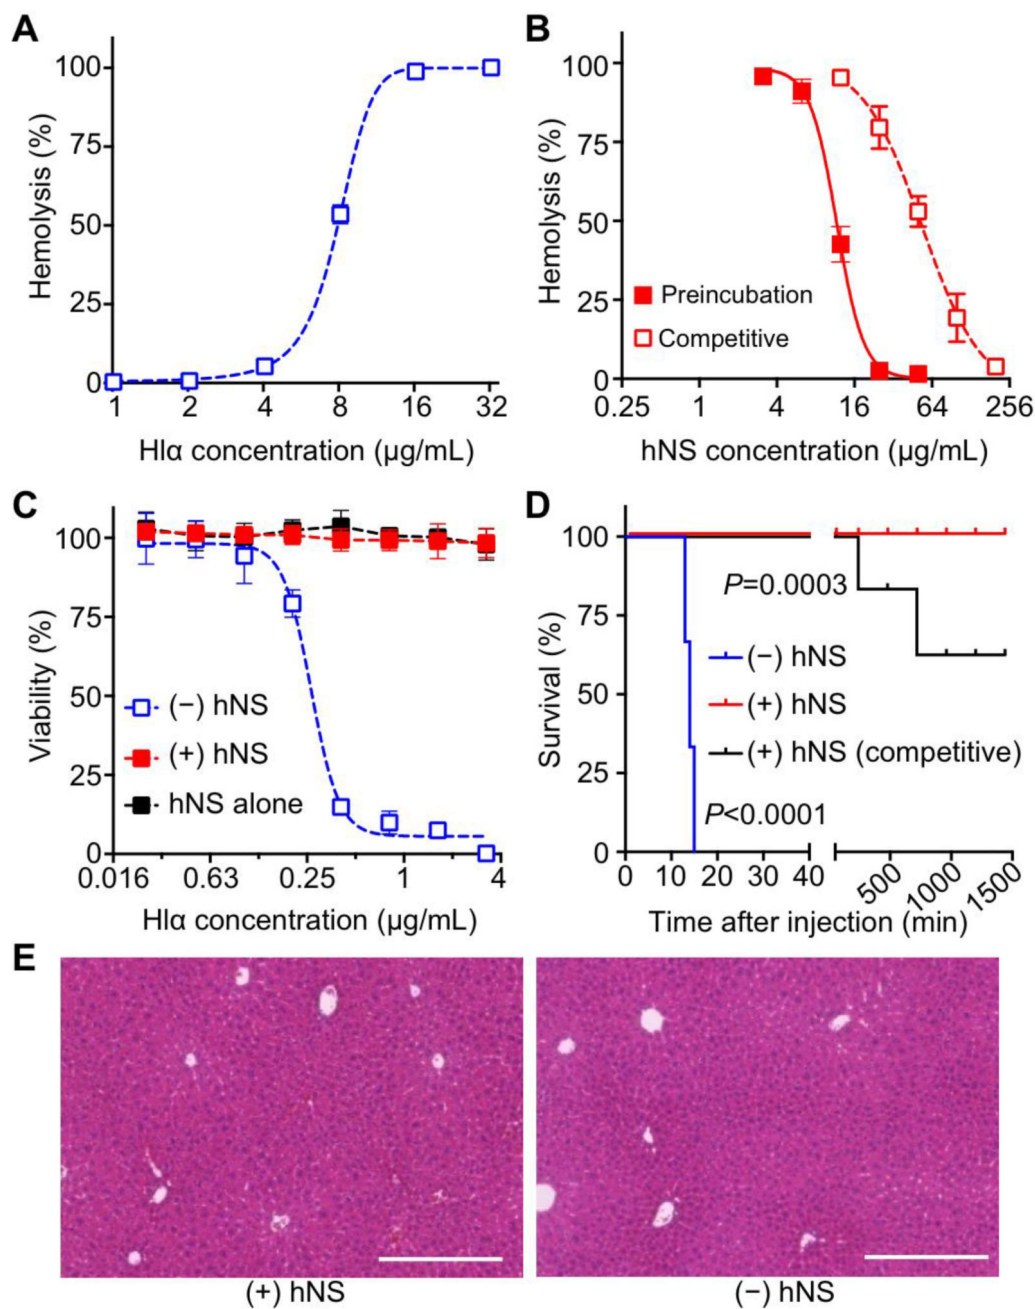 A
Hemolysis (%)
100
75
50
25
0
1 2 4 8 16 32
Hlα concentration (μg/mL)
B
Hemolysis (%)
100
75
50
25
0
Preincubation
Competitive
0.25 1 4 16 64 256
hNS concentration (μg/mL)
C
Viability (%)
100
75
50
25
0
(−) hNS
(+) hNS
hNS alone
0.016 0.63 0.25 1 4
Hlα concentration (μg/mL)
D
Survival (%)
100
75
50
25
0
P=0.0003
(−) hNS
(+) hNS
(+) hNS (competitive)
P<0.0001
0 10 20 30 40 500 1000 1500
Time after injection (min)
E
(+) hNS
(−) hNS